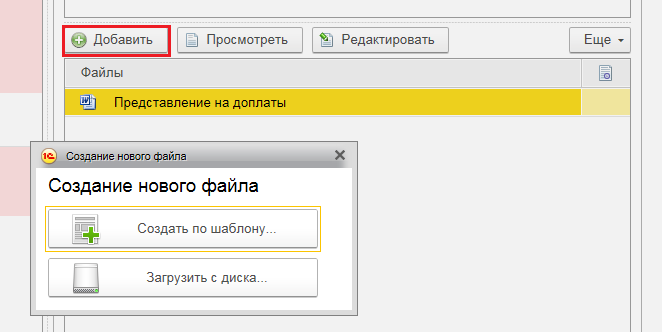 Добавить Просмотреть Редактировать Еще
Файлы
Представление на доплаты
1С Создание нового файла
Создание нового файла
Создать по шаблону...
Загрузить с диска...